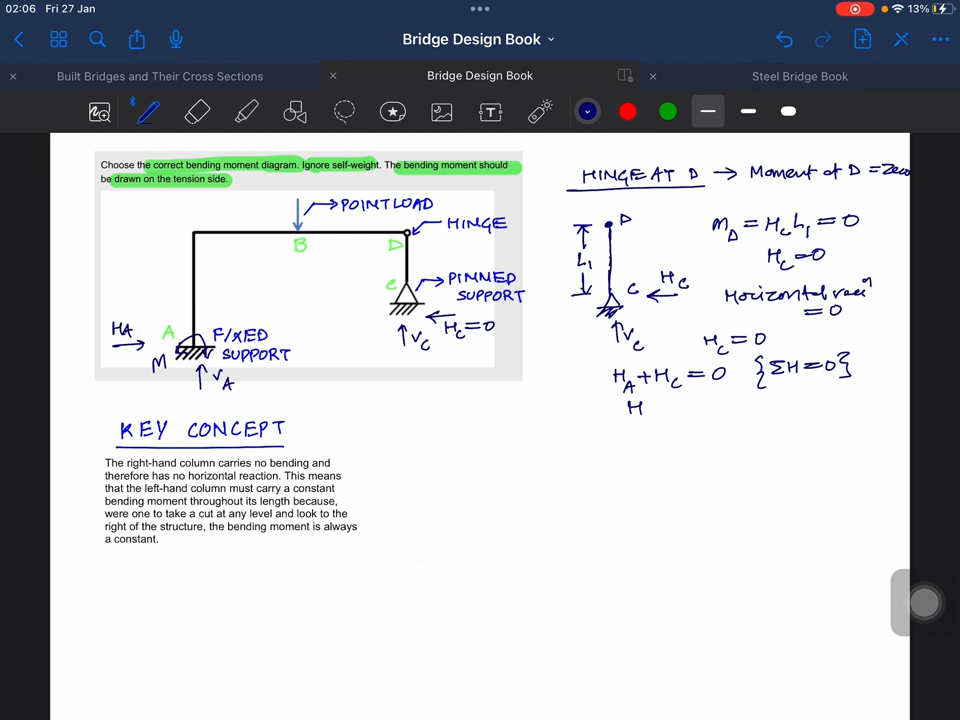 02:06 Fri 27 Jan
13%
Bridge Design Book
Built Bridges and Their Cross Sections
Bridge Design Book
Steel Bridge Book
Choose the correct bending moment diagram. Ignore self-weight. The bending moment should
be drawn on the tension side.
POINT LOAD
HINGE
B
D
C
PINNED
SUPPORT
HA
A
FIXED
SUPPORT
M
VA
VC
HC=0
KEY CONCEPT
The right-hand column carries no bending and
therefore has no horizontal reaction. This means
that the left-hand column must carry a constant
bending moment throughout its length because,
were one to take a cut at any level and look to the
right of the structure, the bending moment is always
a constant.
HINGE AT D → Moment at D = Zero
D
L1
C
HC
VC
MD = HC L1 = 0
HC=0
Horizontal reacn
= 0
HC = 0
HA + HC = 0 {ΣH=0}
H